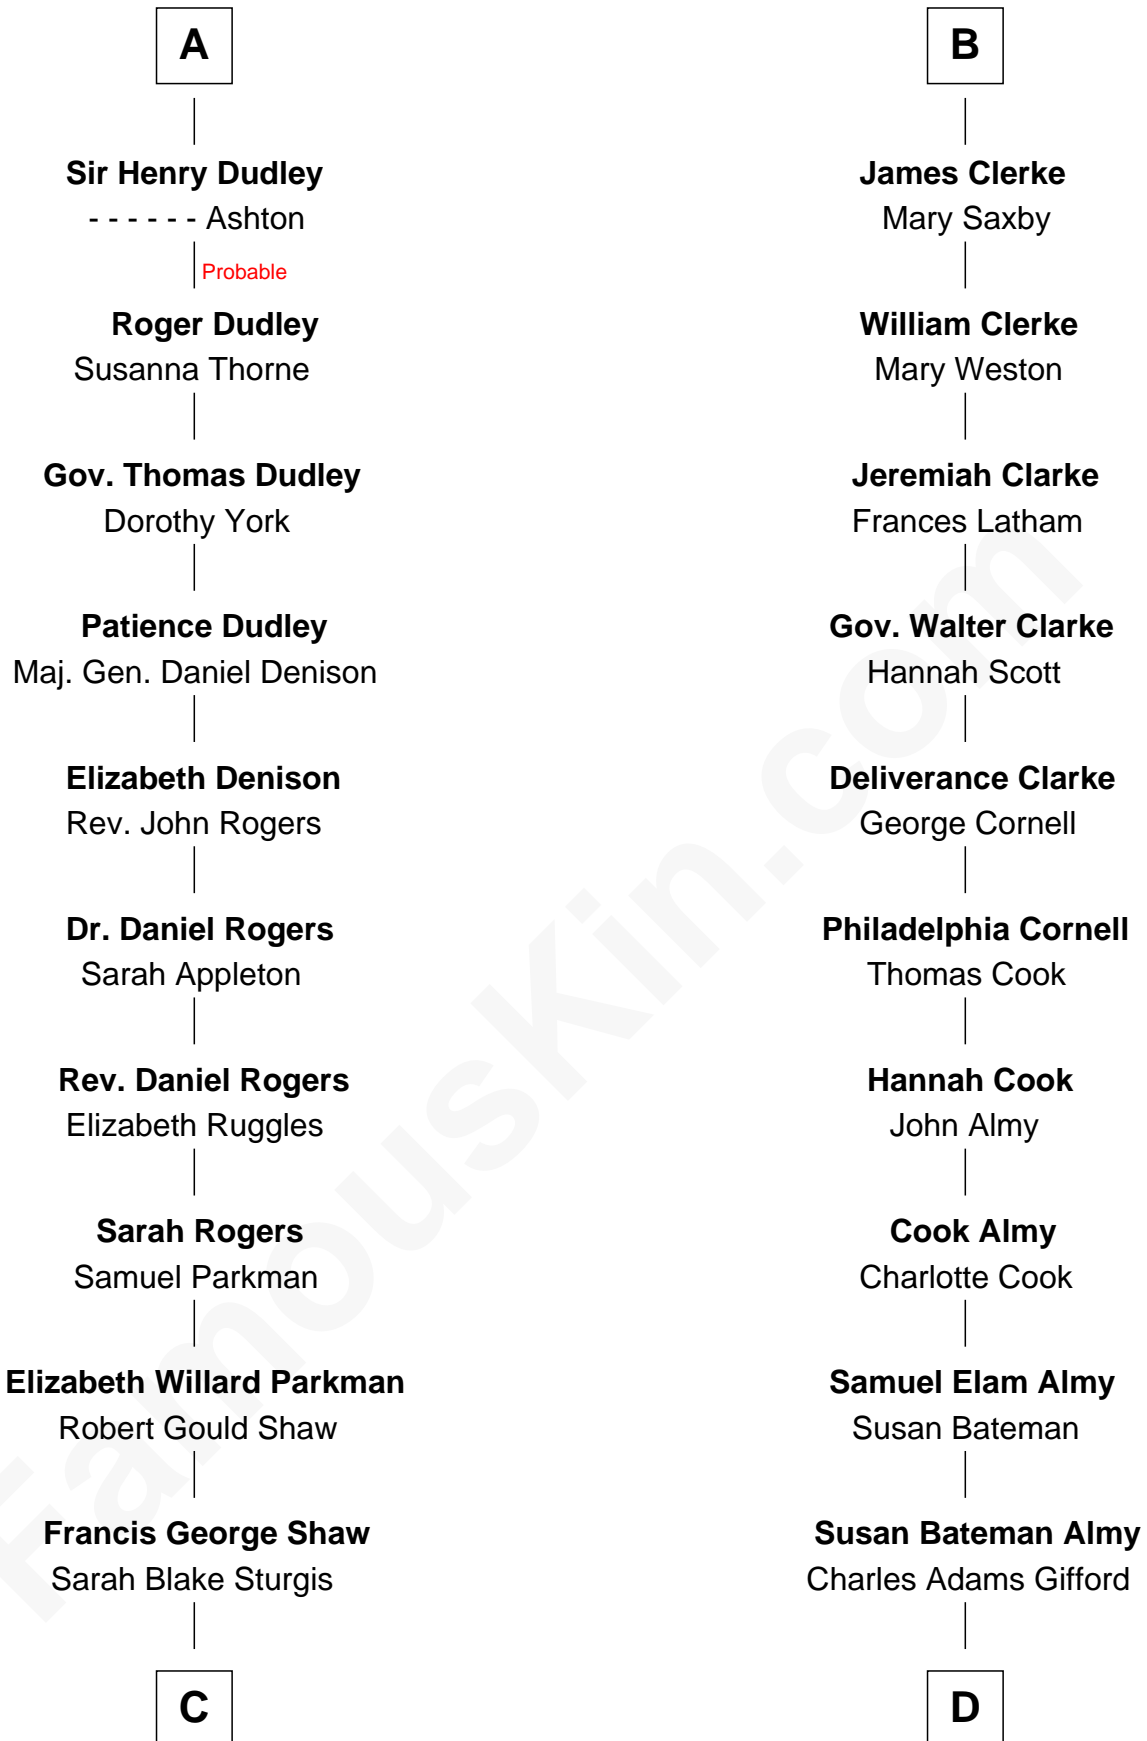 A
Sir Henry Dudley
- - - - - - Ashton
Probable
Roger Dudley
Susanna Thorne
Gov. Thomas Dudley
Dorothy York
Patience Dudley
Maj. Gen. Daniel Denison
Elizabeth Denison
Rev. John Rogers
Dr. Daniel Rogers
Sarah Appleton
Rev. Daniel Rogers
Elizabeth Ruggles
Sarah Rogers
Samuel Parkman
Elizabeth Willard Parkman
Robert Gould Shaw
Francis George Shaw
Sarah Blake Sturgis
C
B
James Clerke
Mary Saxby
William Clerke
Mary Weston
Jeremiah Clarke
Frances Latham
Gov. Walter Clarke
Hannah Scott
Deliverance Clarke
George Cornell
Philadelphia Cornell
Thomas Cook
Hannah Cook
John Almy
Cook Almy
Charlotte Cook
Samuel Elam Almy
Susan Bateman
Susan Bateman Almy
Charles Adams Gifford
D
FamousKin.com